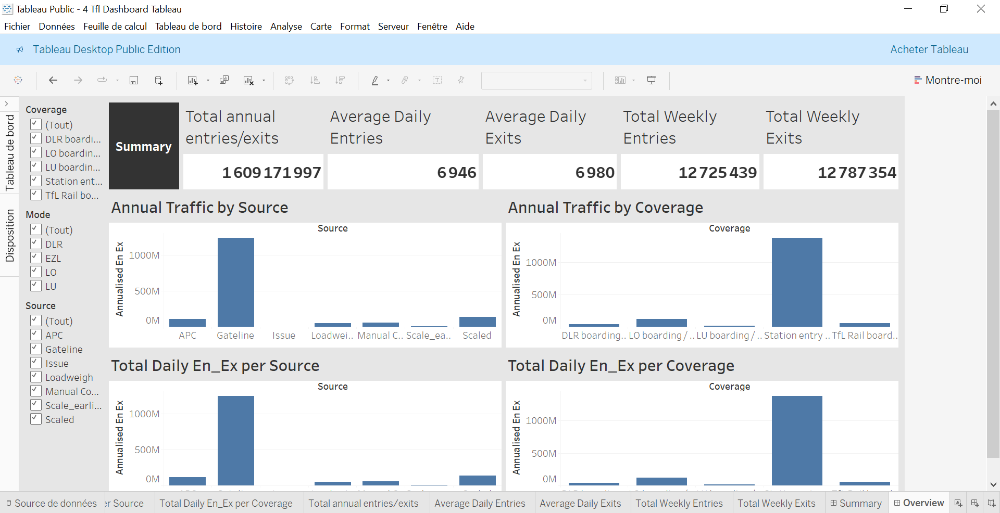 Tableau Public - 4 Tfl Dashboard Tableau
Fichier Données Feuille de calcul Tableau de bord Histoire Analyse Carte Format Serveur Fenêtre Aide
Tableau Desktop Public Edition
Acheter Tableau
Montre-moi
Tableau de bord
Disposition
Coverage
(Tout)
DLR boardi...
LO boardin...
LU boardin...
Station ent...
TfL Rail bo...
Mode
(Tout)
DLR
EZL
LO
LU
Source
(Tout)
APC
Gateline
Issue
Loadweigh
Manual Co...
Scale_earli...
Scaled
Summary
Total annual
entries/exits
1 609 171 997
Average Daily
Entries
6 946
Average Daily
Exits
6 980
Total Weekly
Entries
12 725 439
Total Weekly
Exits
12 787 354
Annual Traffic by Source
Source
Annualised En Ex
1000M
500M
0M
APC Gateline Issue Loadwei.. Manual C.. Scale_ea.. Scaled
Annual Traffic by Coverage
Coverage
Annualised En Ex
1000M
500M
0M
DLR boarding.. LO boarding / .. LU boarding / .. Station entry .. TfL Rail board..
Total Daily En_Ex per Source
Source
Annualised En Ex
1000M
500M
0M
Total Daily En_Ex per Coverage
Coverage
Annualised En Ex
1000M
500M
0M
Source de données er Source Total Daily En_Ex per Coverage Total annual entries/exits Average Daily Entries Average Daily Exits Total Weekly Entries Total Weekly Exits Summary Overview